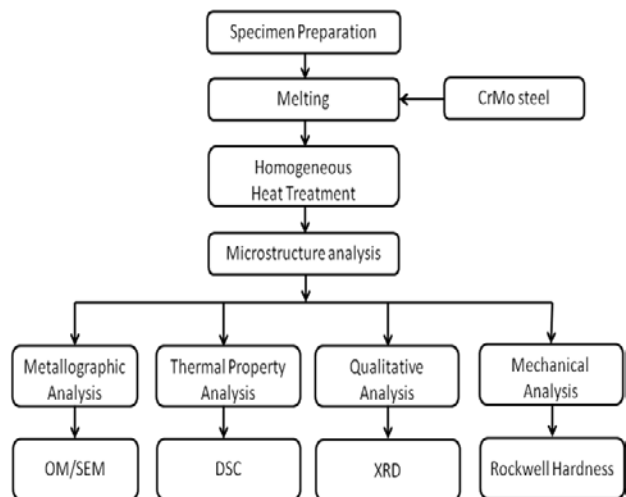 Specimen Preparation
Melting
CrMo steel
Homogeneous
Heat Treatment
Microstructure analysis
Metallographic
Analysis
Thermal Property
Analysis
Qualitative
Analysis
Mechanical
Analysis
OM/SEM
DSC
XRD
Rockwell Hardness